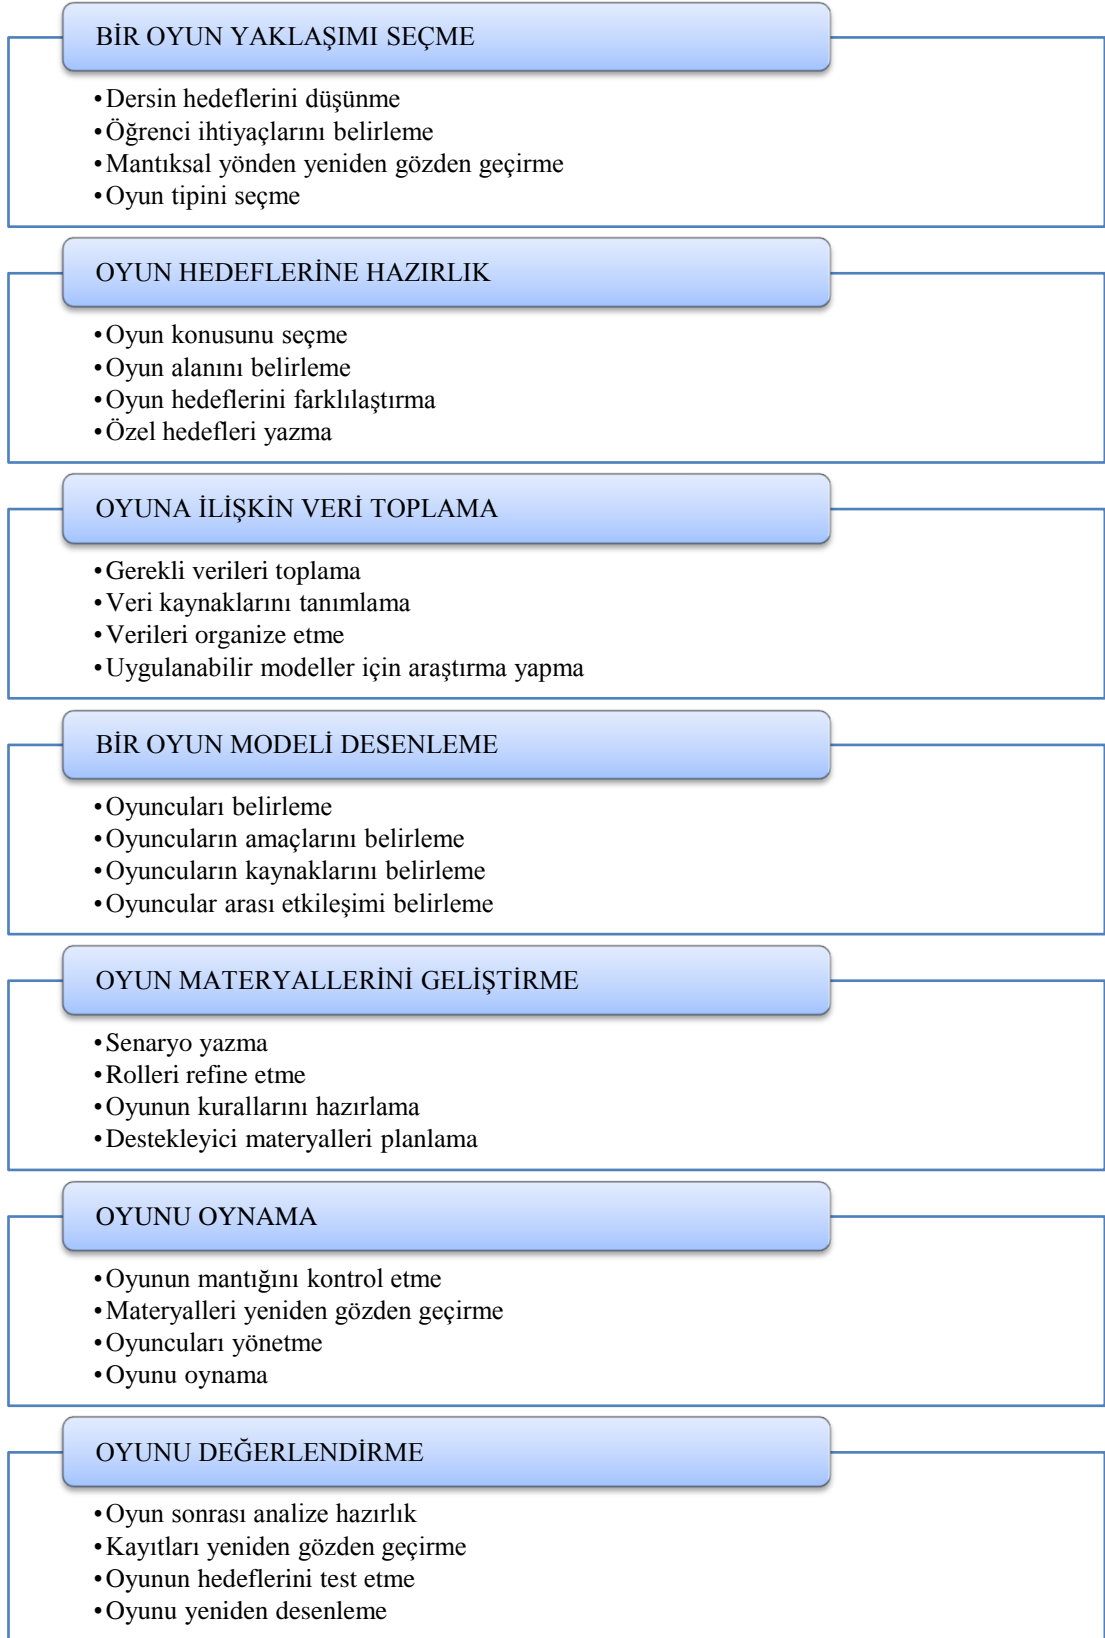 BİR OYUN YAKLAŞIMI SEÇME
•Dersin hedeflerini düşünme
•Öğrenci ihtiyaçlarını belirleme
•Mantıksal yönden yeniden gözden geçirme
•Oyun tipini seçme
OYUN HEDEFLERİNE HAZIRLIK
•Oyun konusunu seçme
•Oyun alanını belirleme
•Oyun hedeflerini farklılaştırma
•Özel hedefleri yazma
OYUNA İLİŞKİN VERİ TOPLAMA
•Gerekli verileri toplama
•Veri kaynaklarını tanımlama
•Verileri organize etme
•Uygulanabilir modeller için araştırma yapma
BİR OYUN MODELİ DESENLEME
•Oyuncuları belirleme
•Oyuncuların amaçlarını belirleme
•Oyuncuların kaynaklarını belirleme
•Oyuncular arası etkileşimi belirleme
OYUN MATERYALLERİNİ GELİŞTİRME
•Senaryo yazma
•Rolleri refine etme
•Oyunun kurallarını hazırlama
•Destekleyici materyalleri planlama
OYUNU OYNAMA
•Oyunun mantığını kontrol etme
•Materyalleri yeniden gözden geçirme
•Oyuncuları yönetme
•Oyunu oynama
OYUNU DEĞERLENDİRME
•Oyun sonrası analize hazırlık
•Kayıtları yeniden gözden geçirme
•Oyunun hedeflerini test etme
•Oyunu yeniden desenleme